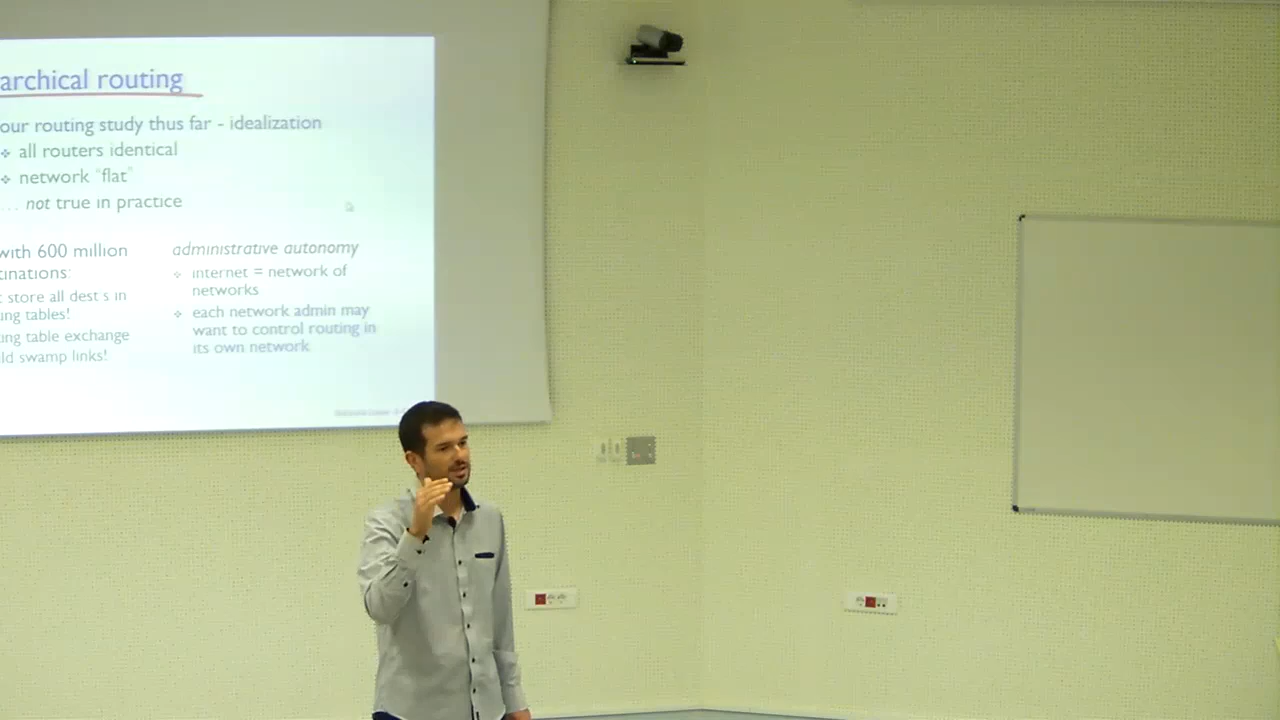 archical routing
our routing study thus far - idealization
❖ all routers identical
❖ network “flat”
… not true in practice
with 600 million
tinations:
t store all dest’s in
ing tables!
ing table exchange
ld swamp links!
administrative autonomy
❖ internet = network of
networks
❖ each network admin may
want to control routing in
its own network